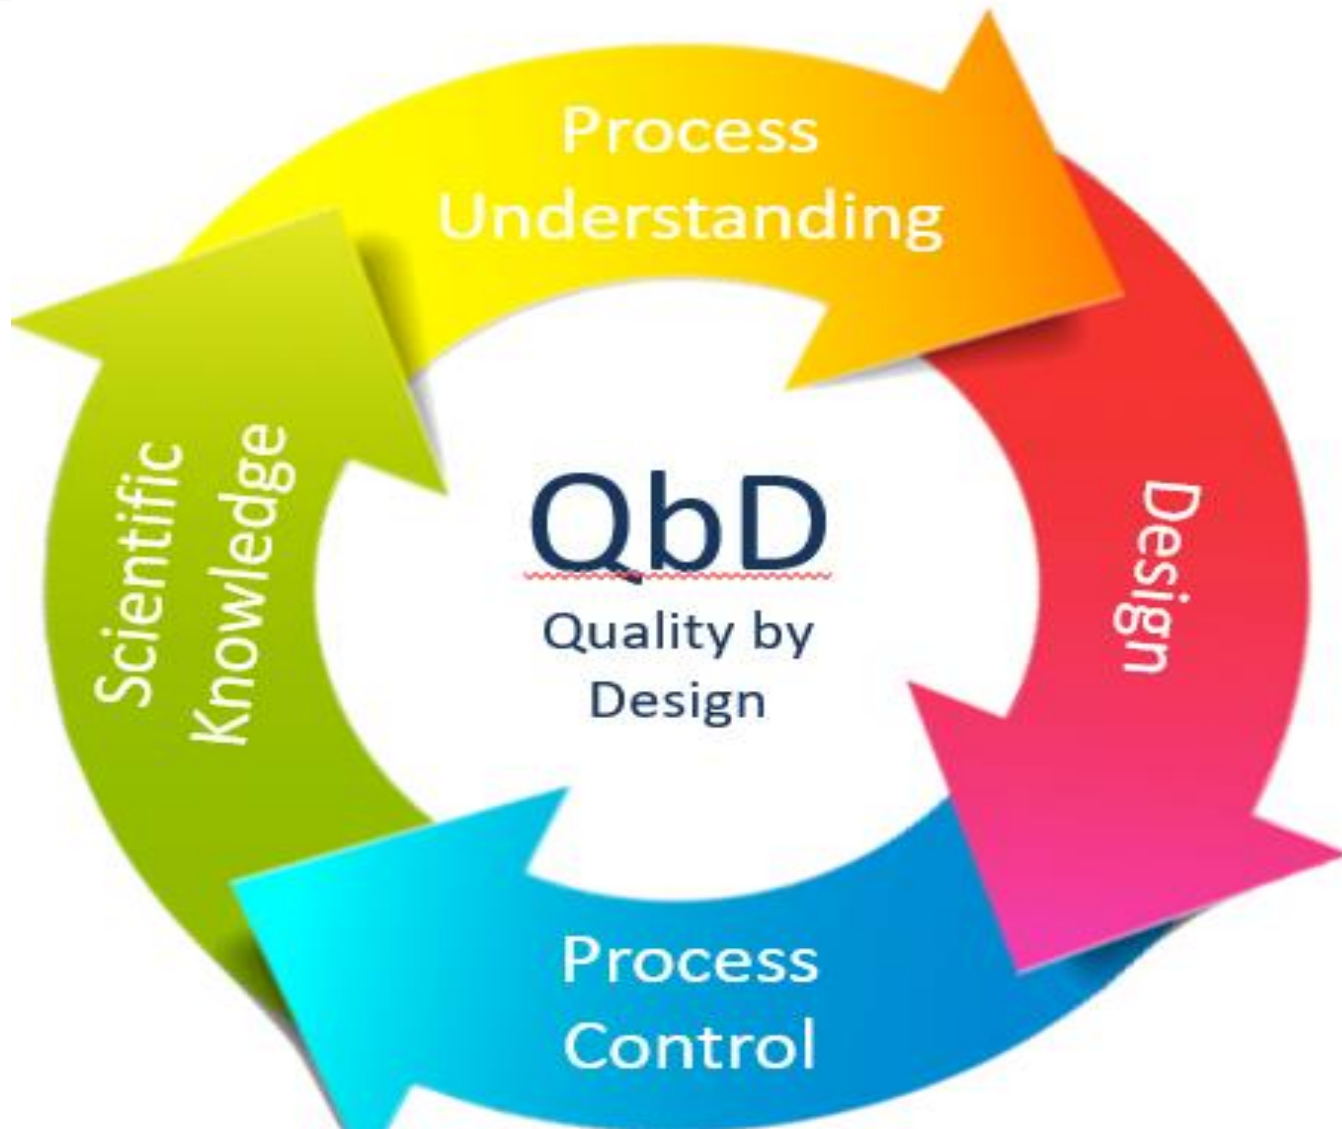 Process
Understanding
Design
Process
Control
Scientific
Knowledge
QbD
Quality by
Design